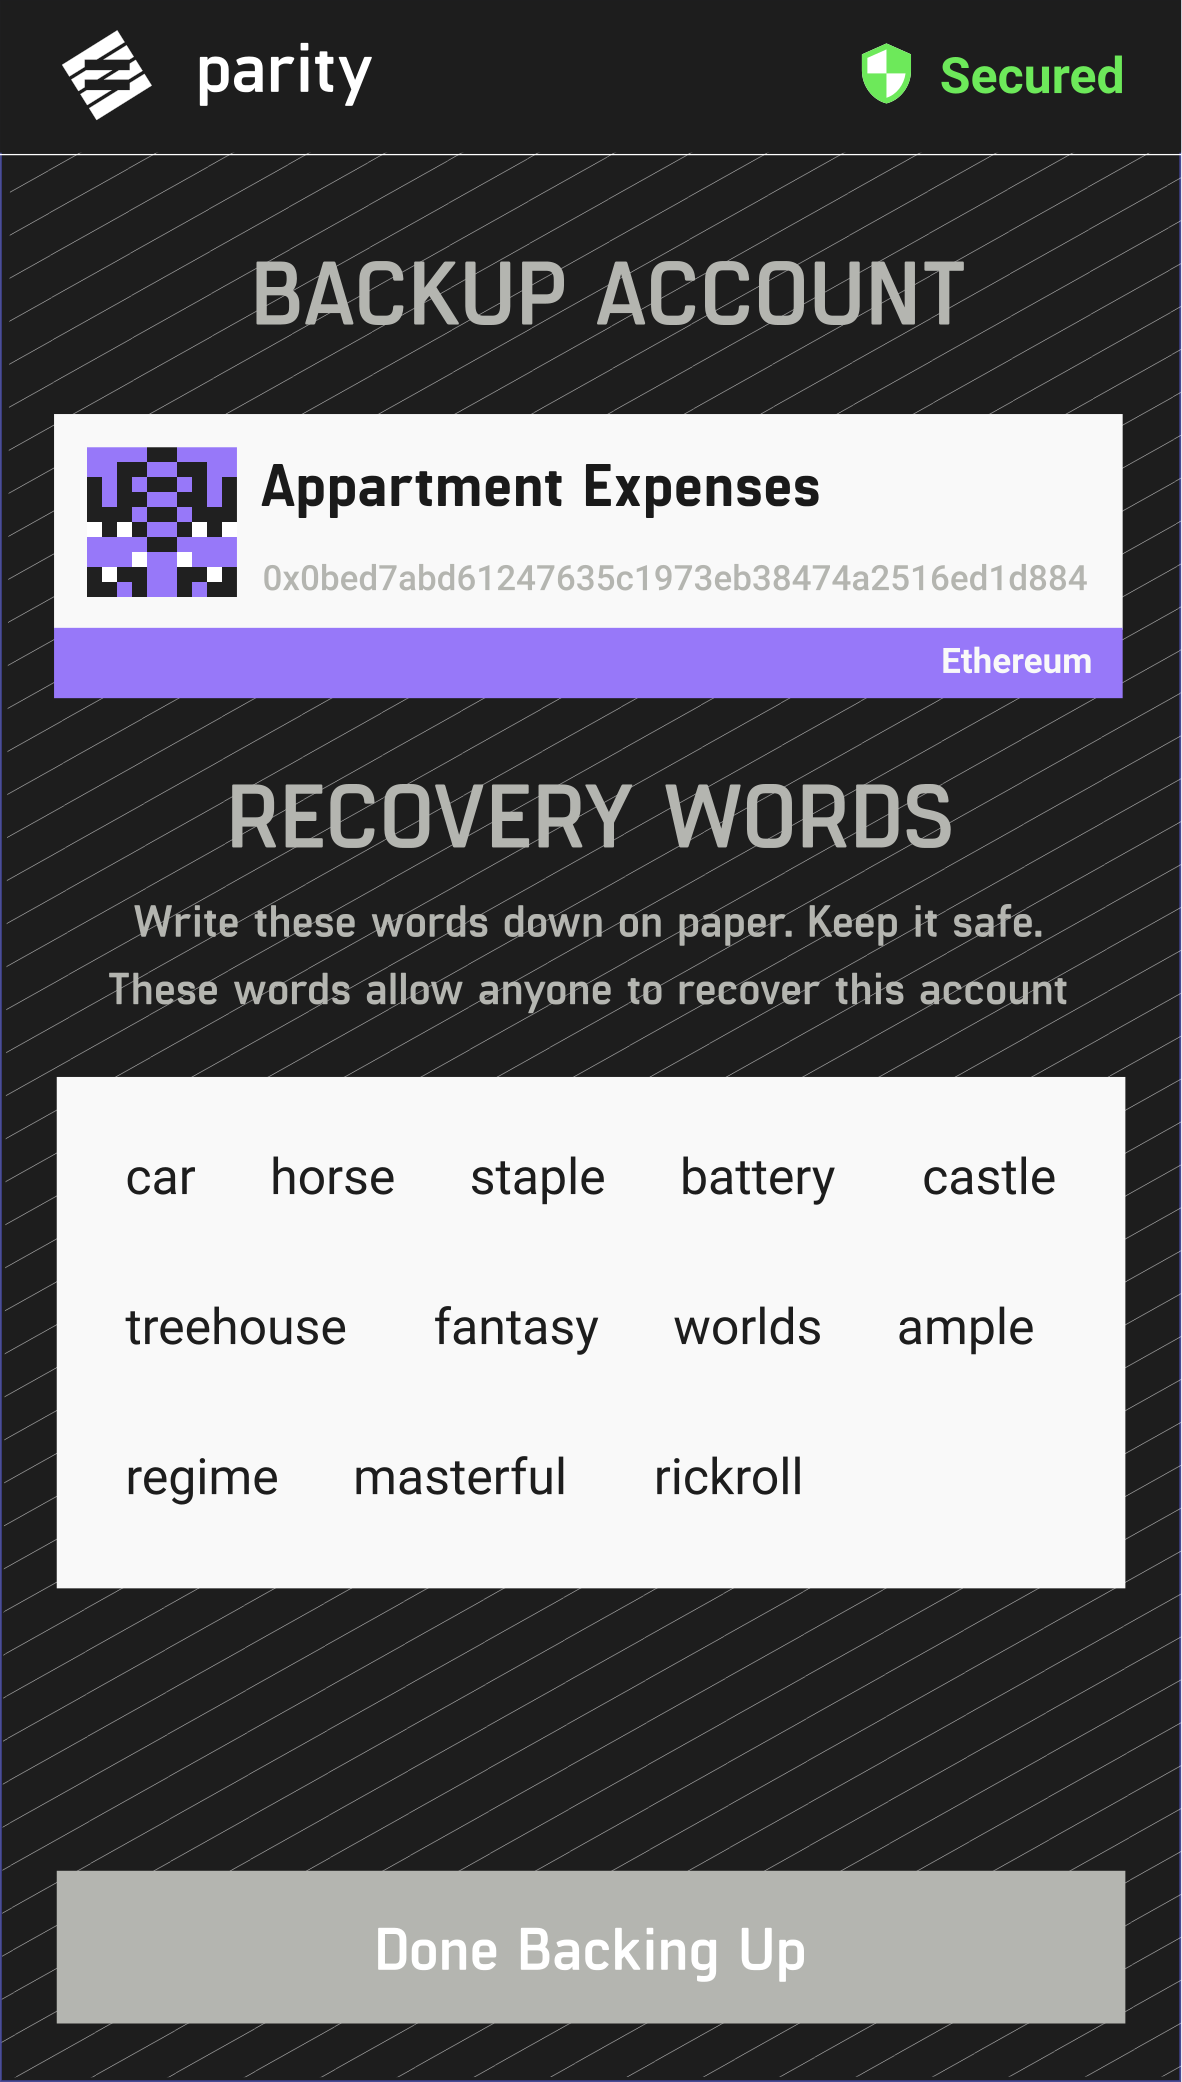 parity
Secured
BACKUP ACCOUNT
Appartment Expenses
0x0bed7abd61247635c1973eb38474a2516ed1d884
Ethereum
RECOVERY WORDS
Write these words down on paper. Keep it safe.
These words allow anyone to recover this account
car horse staple battery castle
treehouse fantasy worlds ample
regime masterful rickroll
Done Backing Up